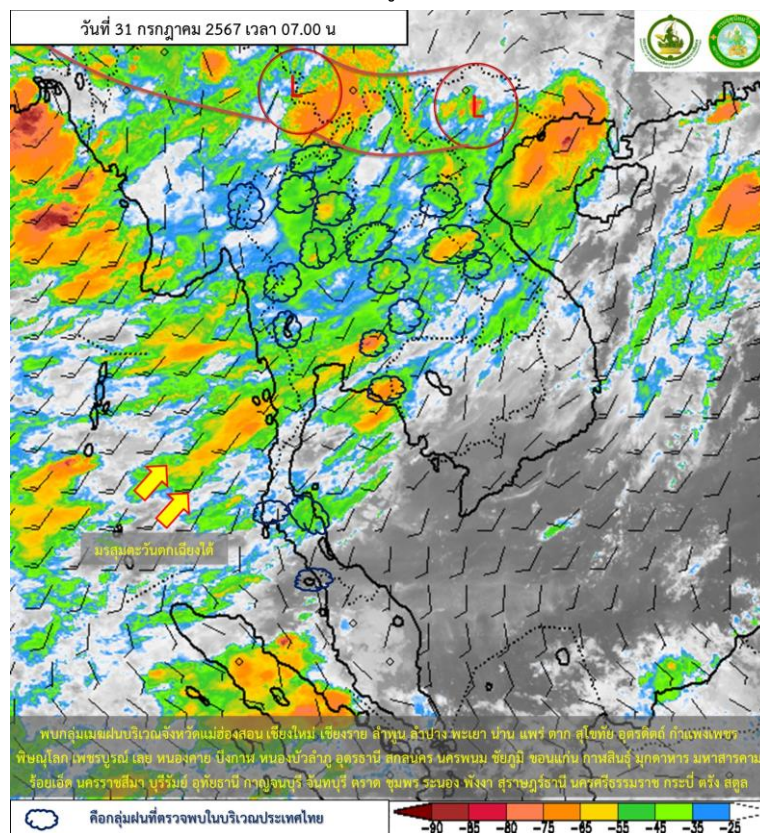 วันที่ 31 กรกฎาคม 2567 เวลา 07.00 น
L
L
มรสุมตะวันตกเฉียงใต้
พบกลุ่มเมฆฝนบริเวณจังหวัดแม่ฮ่องสอน เชียงใหม่ เชียงราย ลำพูน ลำปาง พะเยา น่าน แพร่ ตาก สุโขทัย อุตรดิตถ์ กำแพงเพชร
พิษณุโลก เพชรบูรณ์ เลย หนองคาย บึงกาฬ หนองบัวลำภู อุดรธานี สกลนคร นครพนม ชัยภูมิ ขอนแก่น กาฬสินธุ์ มุกดาหาร มหาสารคาม
ร้อยเอ็ด นครราชสีมา บุรีรัมย์ อุทัยธานี กาญจนบุรี จันทบุรี ตราด ชุมพร ระนอง พังงา สุราษฎร์ธานี นครศรีธรรมราช กระบี่ ตรัง สตูล
คือกลุ่มฝนที่ตรวจพบในบริเวณประเทศไทย
-90 -85 -80 -75 -65 -55 -45 -35 -25